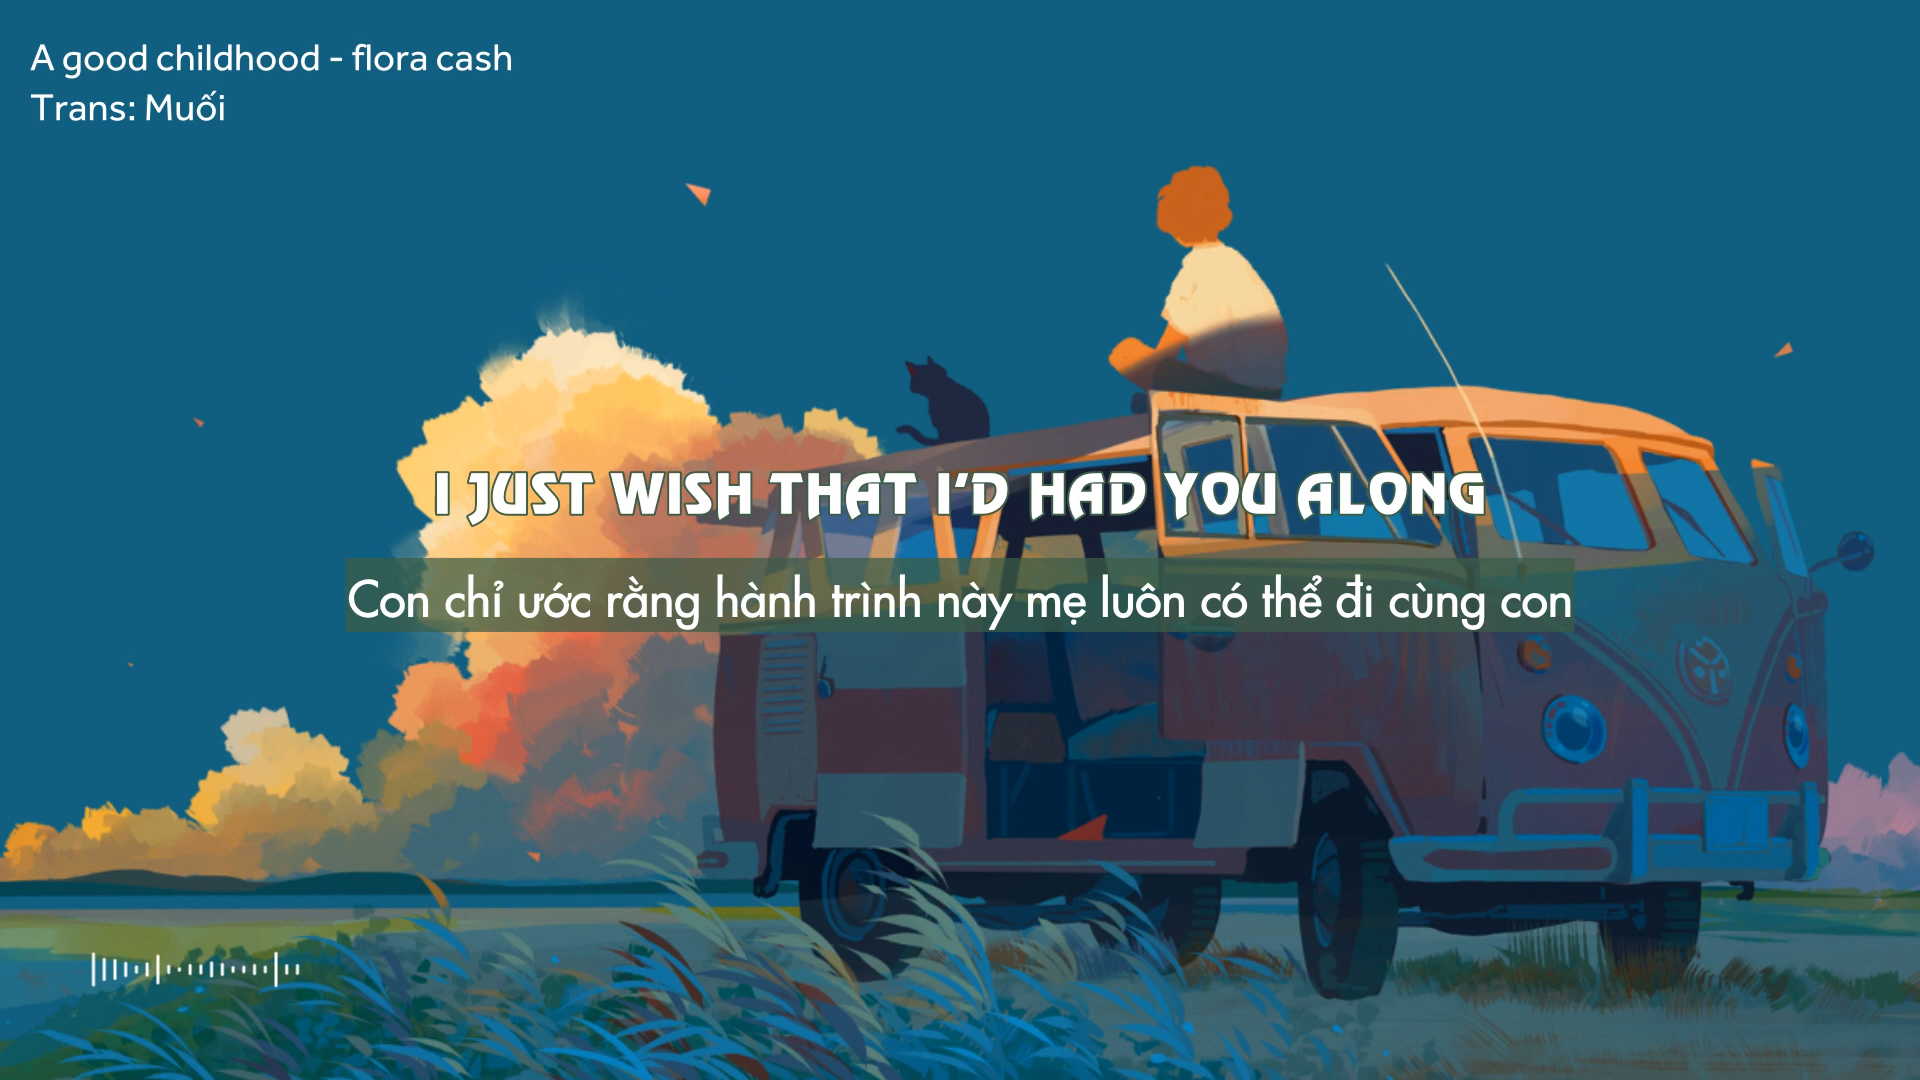 A good childhood - flora cash
Trans: Muối
I JUST WISH THAT I'D HAD YOU ALONG
Con chỉ ước rằng hành trình này mẹ luôn có thể đi cùng con